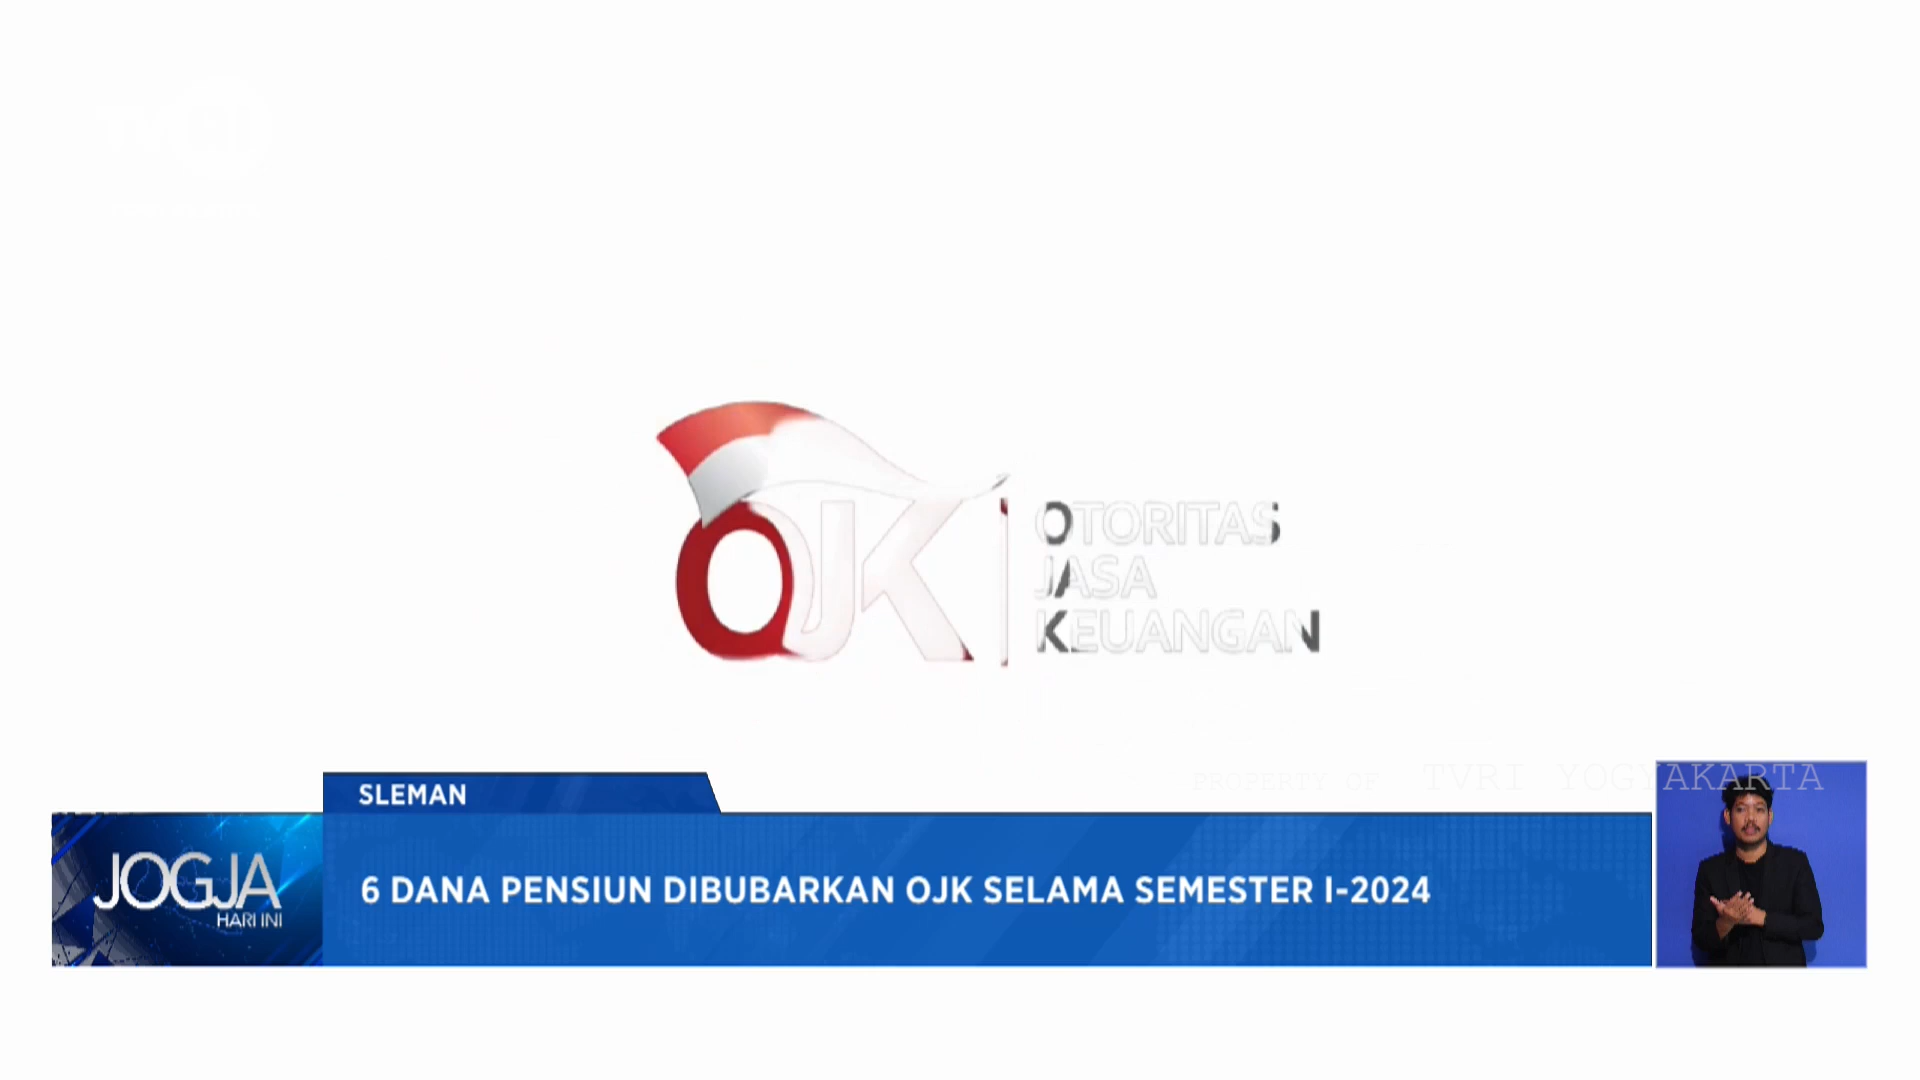 TVRI
OJK
OTORITAS
JASA
KEUANGAN
PROPERTY OF TVRI YOGYAKARTA
SLEMAN
JOGJA
HARI INI
6 DANA PENSIUN DIBUBARKAN OJK SELAMA SEMESTER I-2024